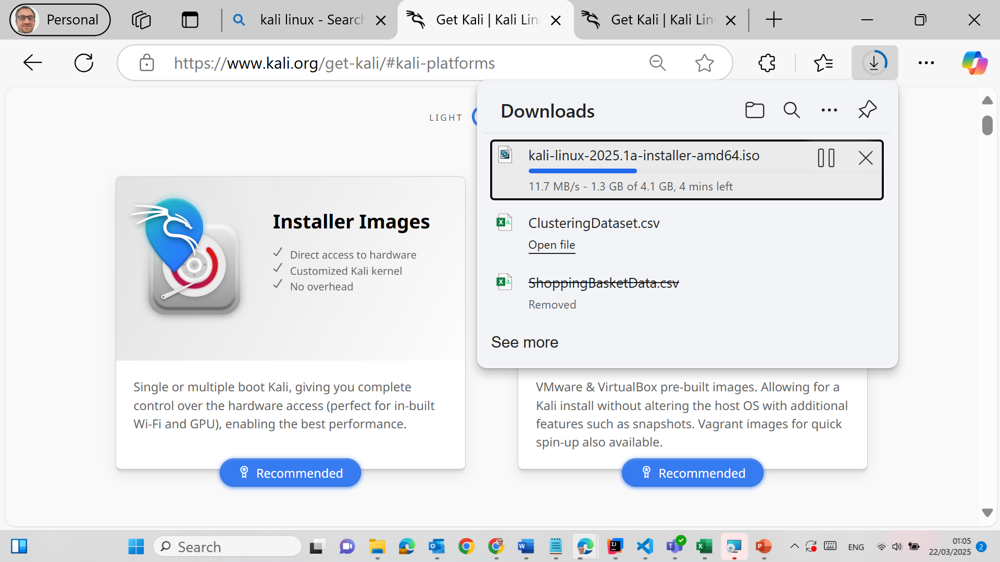 Personal
kali linux - Search
Get Kali | Kali Lin
Get Kali | Kali Lin
https://www.kali.org/get-kali/#kali-platforms
LIGHT
Downloads
kali-linux-2025.1a-installer-amd64.iso
11.7 MB/s - 1.3 GB of 4.1 GB, 4 mins left
ClusteringDataset.csv
Open file
ShoppingBasketData.csv
Removed
See more
Installer Images
Direct access to hardware
Customized Kali kernel
No overhead
Single or multiple boot Kali, giving you complete
control over the hardware access (perfect for in-built
Wi-Fi and GPU), enabling the best performance.
Recommended
VMware & VirtualBox pre-built images. Allowing for a
Kali install without altering the host OS with additional
features such as snapshots. Vagrant images for quick
spin-up also available.
Recommended
Search
ENG
01:05
22/03/2025
2